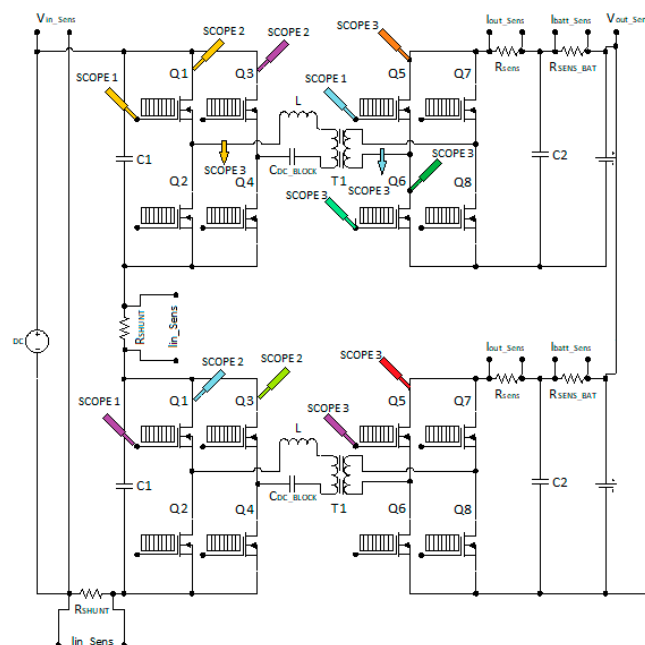 Vin_Sens
Iout_Sens
Ibatt_Sens
Vout_Sens
SCOPE 2
SCOPE 2
SCOPE 3
SCOPE 1
Q1
Q3
SCOPE 1
Q5
Q7
Rsens
RSENS_BAT
L
C1
SCOPE 3
CDC_BLOCK
T1
SCOPE 3
SCOPE 3
C2
Q2
Q4
Q6
Q8
SCOPE 3
RSHUNT
Iin_Sens
DC
Iout_Sens
Ibatt_Sens
SCOPE 2
SCOPE 2
SCOPE 3
SCOPE 1
Q1
Q3
Q5
Q7
Rsens
RSENS_BAT
SCOPE 3
L
C1
CDC_BLOCK
T1
C2
Q2
Q4
Q6
Q8
RSHUNT
Iin_Sens